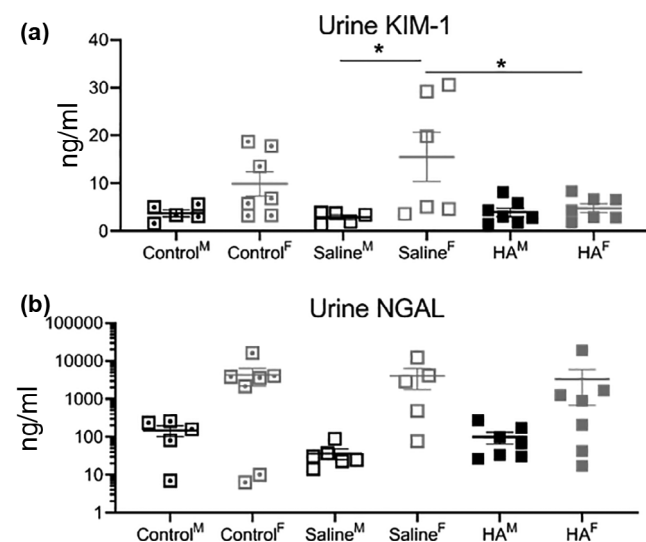 (a) Urine KIM-1
40
*
*
30
20
10
0
ng/ml
Controlᴹ Controlꟳ Salineᴹ Salineꟳ HAᴹ HAꟳ
(b) Urine NGAL
100000
10000
1000
100
10
1
ng/ml
Controlᴹ Controlꟳ Salineᴹ Salineꟳ HAᴹ HAꟳ